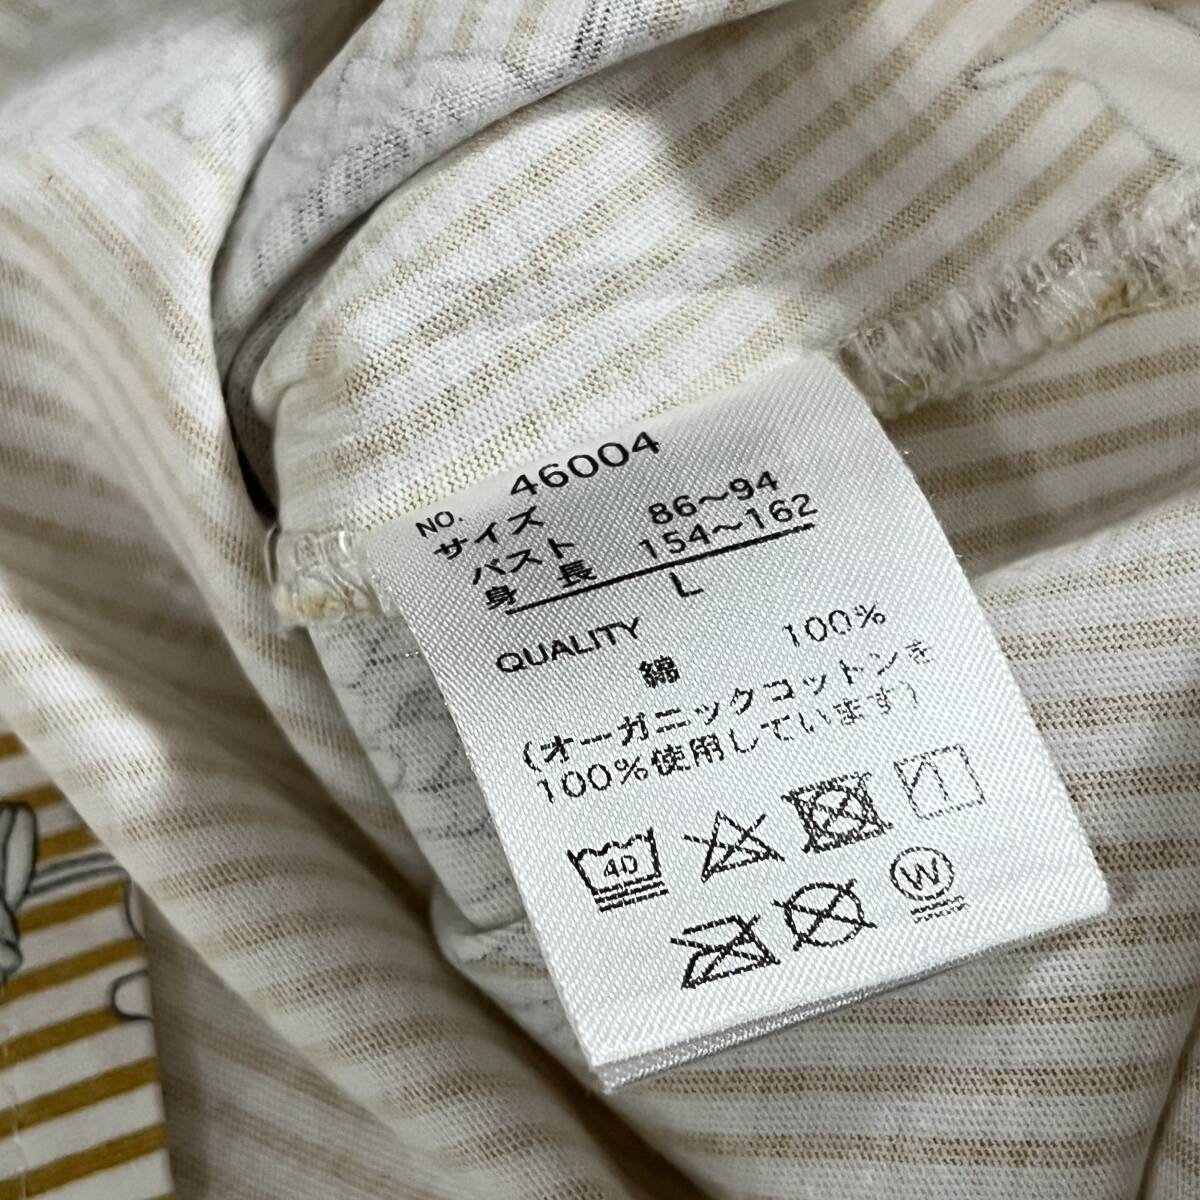 NO. 46004
サイズ
バスト 86〜94
身長 154〜162
L
QUALITY
綿 100%
(オーガニックコットンを
100%使用しています)
40
W